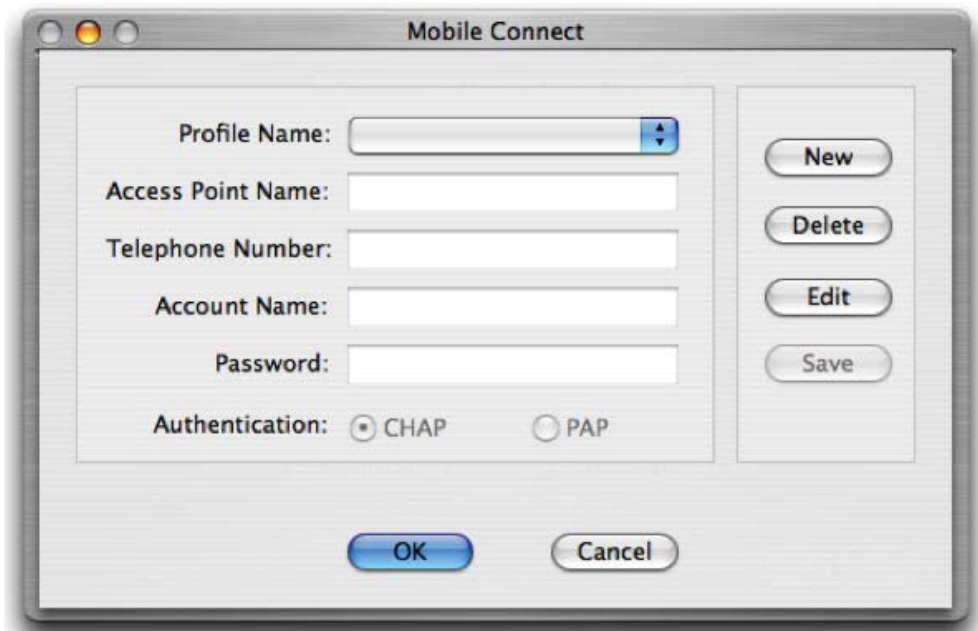 Mobile Connect
Profile Name:
Access Point Name:
Telephone Number:
Account Name:
Password:
Authentication: CHAP PAP
New
Delete
Edit
Save
OK Cancel